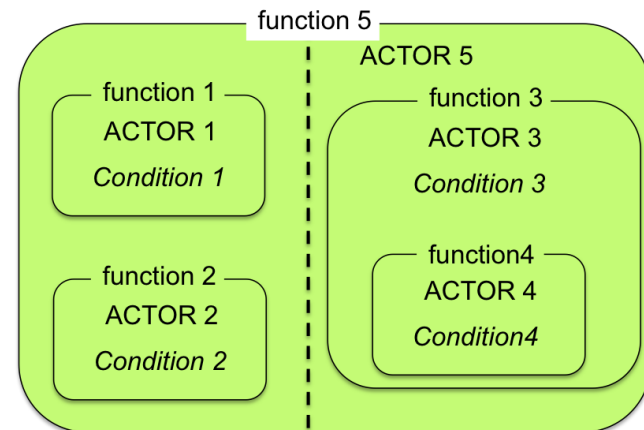 function 5
ACTOR 5
function 1
ACTOR 1
Condition 1
function 2
ACTOR 2
Condition 2
function 3
ACTOR 3
Condition 3
function4
ACTOR 4
Condition4